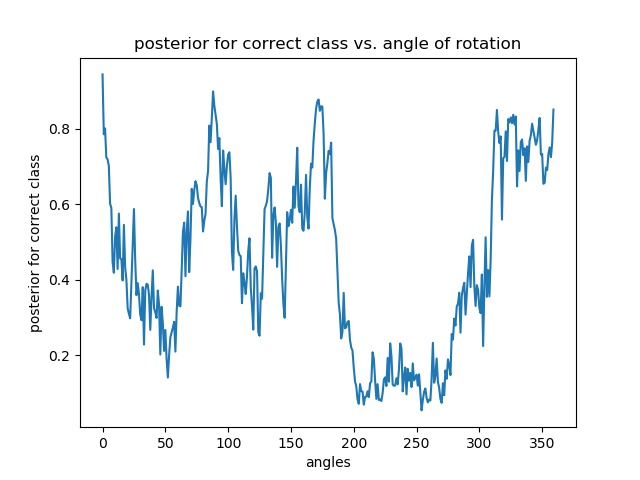 posterior for correct class vs. angle of rotation
posterior for correct class
0.8
0.6
0.4
0.2
0 50 100 150 200 250 300 350
angles